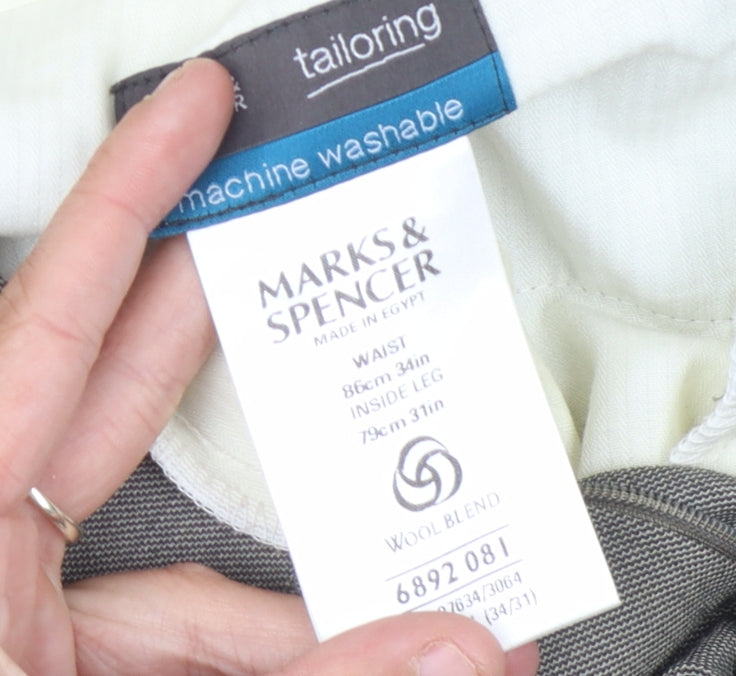 tailoring
machine washable
MARKS &
SPENCER
MADE IN EGYPT
WAIST
86cm 34in
INSIDE LEG
79cm 31in
WOOL BLEND
6892 081
(34/31)